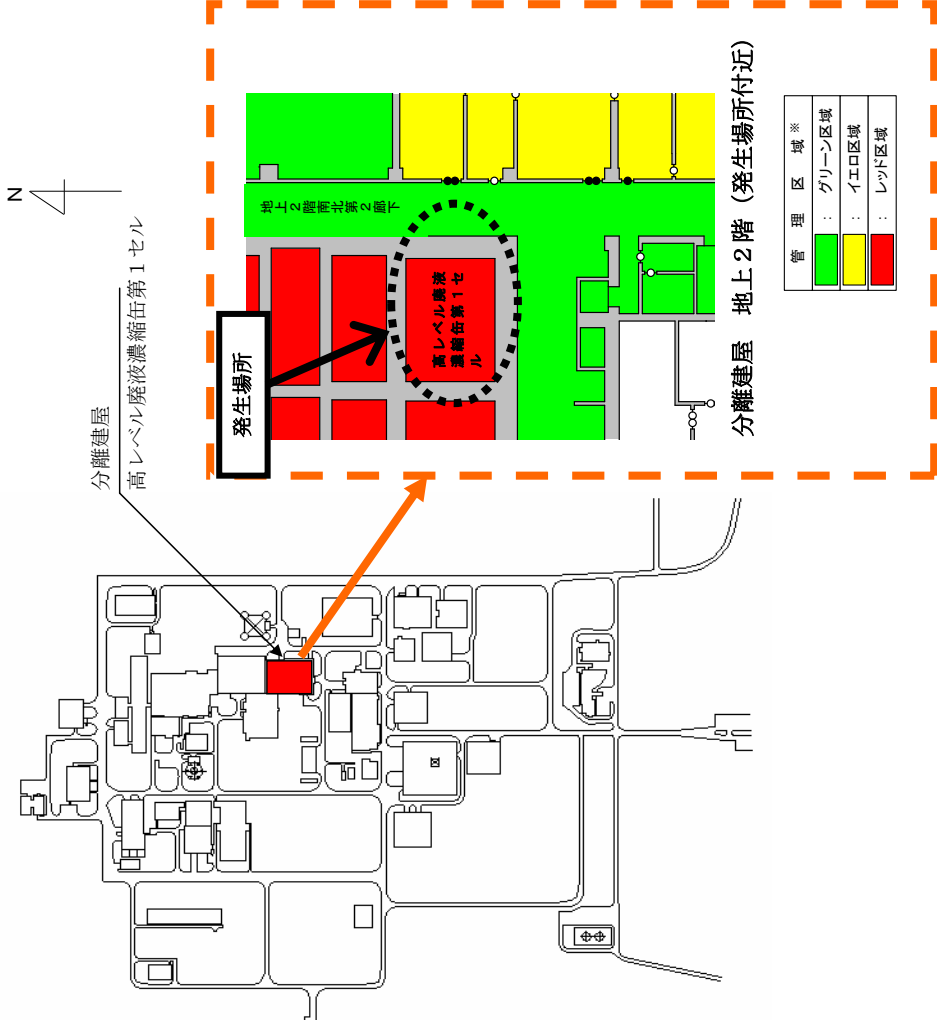 N
分離建屋
高レベル廃液濃縮缶第１セル
発生場所
地上２階南北第２廊下
高レベル廃液
濃縮缶第１セ
ル
分離建屋　地上２階（発生場所付近）
管　理　区　域※
：グリーン区域
：イエロ区域
：レッド区域